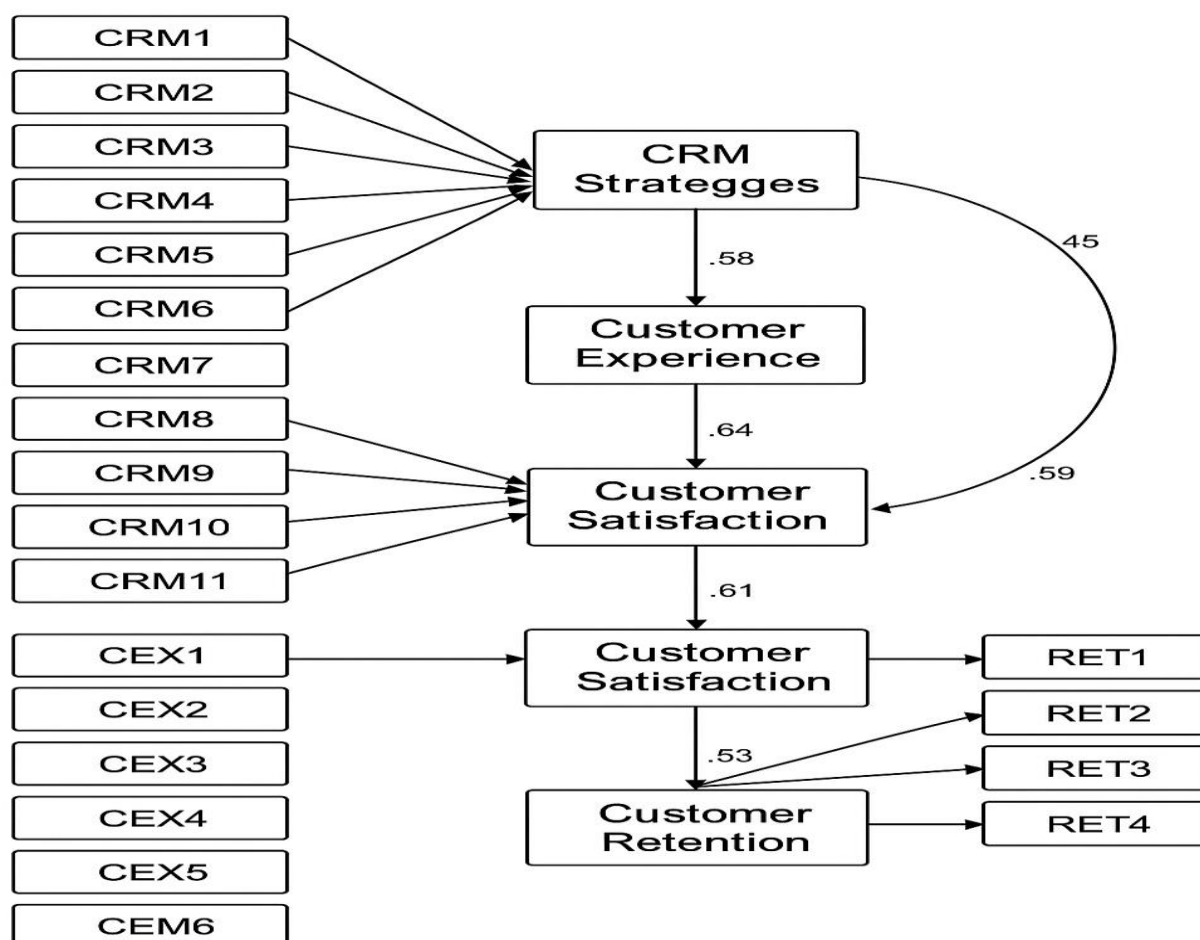 CRM1
CRM2
CRM3
CRM4
CRM5
CRM6
CRM7
CRM8
CRM9
CRM10
CRM11
CEX1
CEX2
CEX3
CEX4
CEX5
CEM6
CRM
Strategges
.58
45
Customer
Experience
.64
.59
Customer
Satisfaction
.61
Customer
Satisfaction
.53
Customer
Retention
RET1
RET2
RET3
RET4